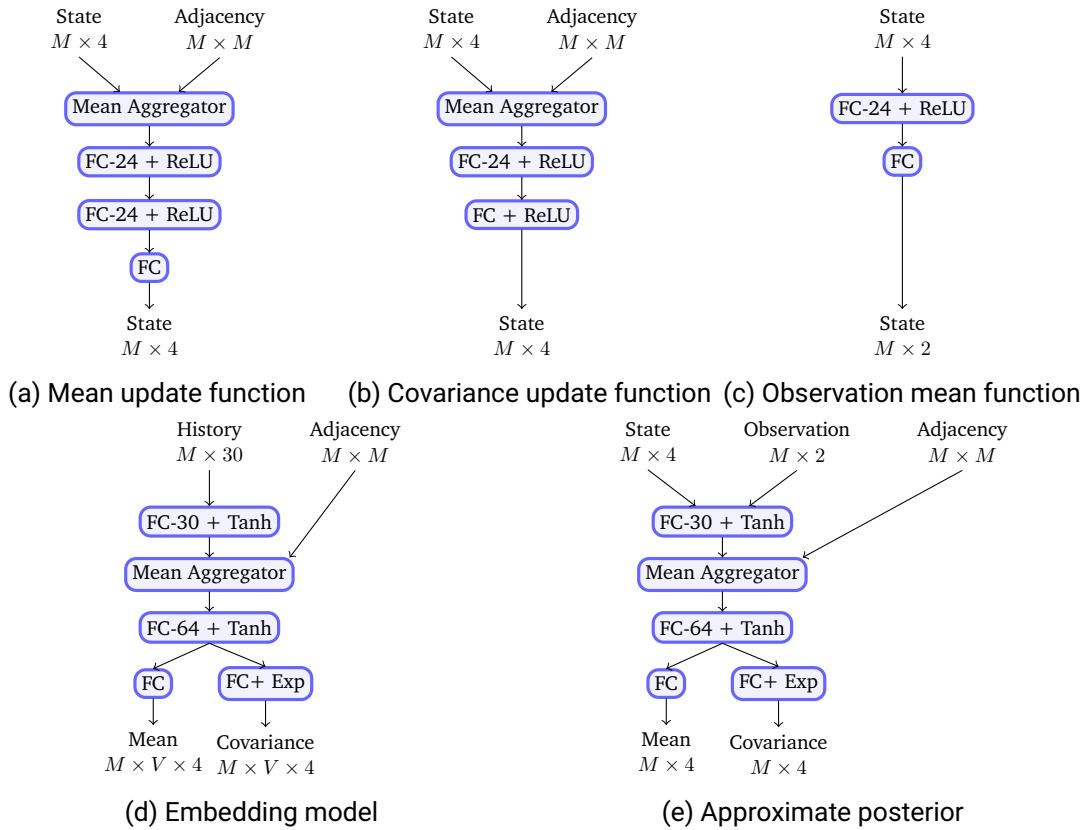 State
M × 4
Adjacency
M × M
Mean Aggregator
FC-24 + ReLU
FC-24 + ReLU
FC
State
M × 4
(a) Mean update function
State
M × 4
Adjacency
M × M
Mean Aggregator
FC-24 + ReLU
FC + ReLU
State
M × 4
(b) Covariance update function
State
M × 4
FC-24 + ReLU
FC
State
M × 2
(c) Observation mean function
History
M × 30
Adjacency
M × M
FC-30 + Tanh
Mean Aggregator
FC-64 + Tanh
FC
FC+ Exp
Mean
M × V × 4
Covariance
M × V × 4
(d) Embedding model
State
M × 4
Observation
M × 2
Adjacency
M × M
FC-30 + Tanh
Mean Aggregator
FC-64 + Tanh
FC
FC+ Exp
Mean
M × 4
Covariance
M × 4
(e) Approximate posterior